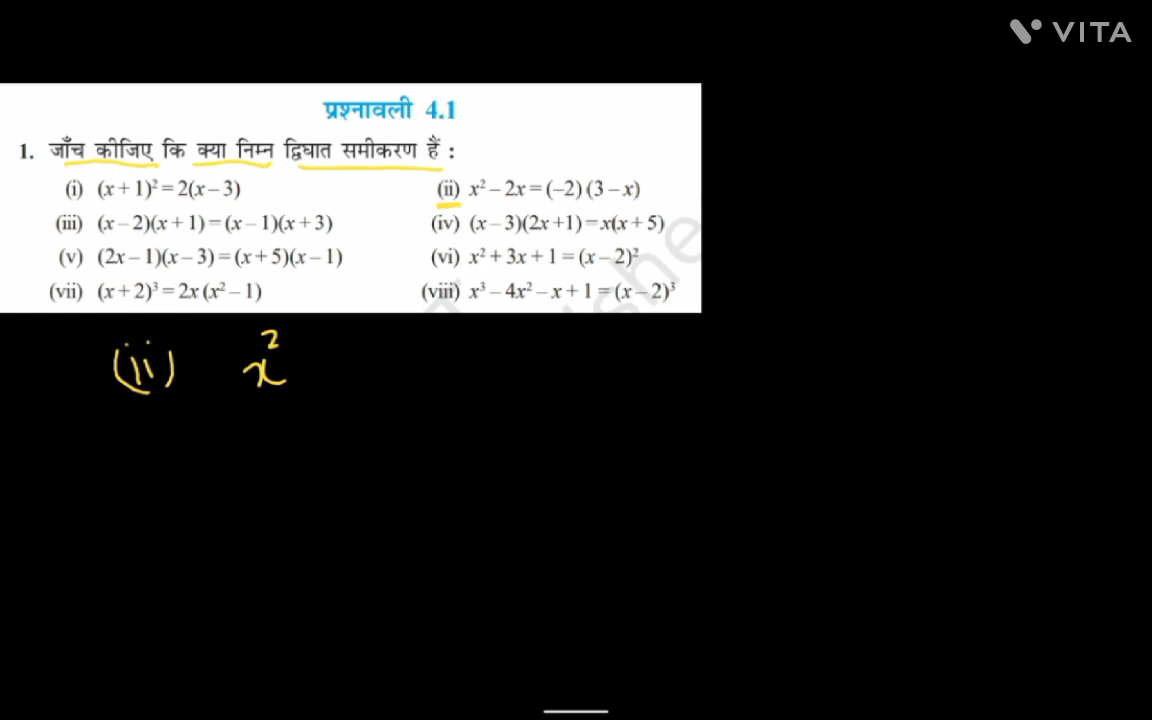 VITA
प्रश्नावली 4.1
1. जाँच कीजिए कि क्या निम्न द्विघात समीकरण हैं :
(i) (x + 1)² = 2(x – 3) (ii) x² – 2x = (–2) (3 – x)
(iii) (x – 2)(x + 1) = (x – 1)(x + 3) (iv) (x – 3)(2x +1) = x(x + 5)
(v) (2x – 1)(x – 3) = (x + 5)(x – 1) (vi) x² + 3x + 1 = (x – 2)²
(vii) (x + 2)³ = 2x (x² – 1) (viii) x³ – 4x² – x + 1 = (x – 2)³
(ii) x²